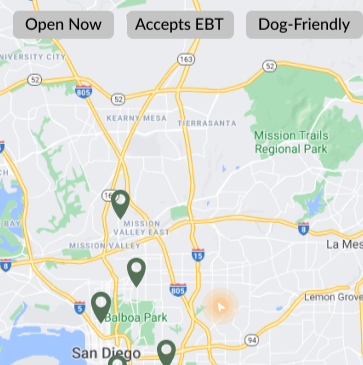 Open Now
Accepts EBT
Dog-Friendly
NIVERSITY CITY
163
52
52
805
52
KEARNY MESA
TIERRASANTA
Mission Trails
Regional Park
BAY
MISSION
VALLEY EAST
MISSION VALLEY
8
La Mes
8
15
805
5
Lemon Grove
Balboa Park
94
San Diego